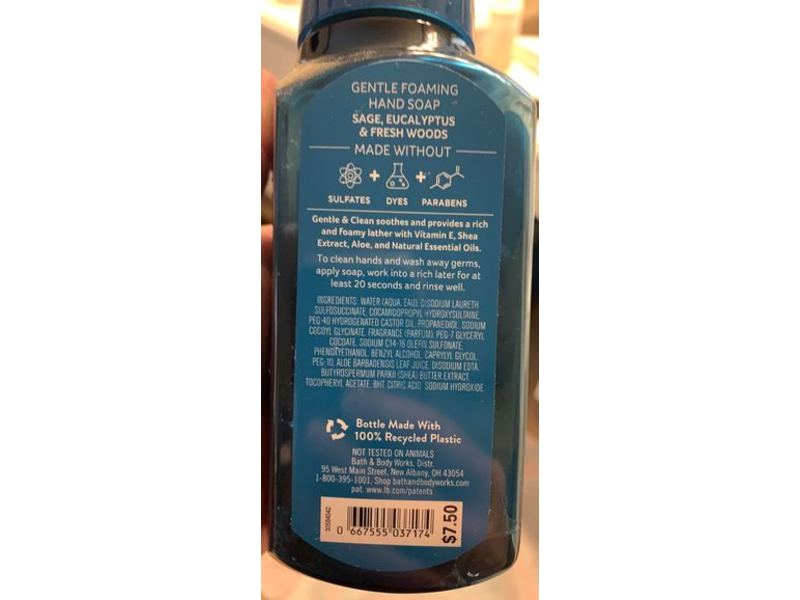 GENTLE FOAMING
HAND SOAP
SAGE, EUCALYPTUS
& FRESH WOODS
MADE WITHOUT
+ +
SULFATES DYES PARABENS
Gentle & Clean soothes and provides a rich
and foamy lather with Vitamin E, Shea
Extract, Aloe, and Natural Essential Oils.
To clean hands and wash away germs,
apply soap, work into a rich later for at
least 20 seconds and rinse well.
INGREDIENTS: WATER (AQUA, EAU), DISODIUM LAURETH
SULFOSUCCINATE, COCAMIDOPROPYL HYDROXYSULTAINE,
PEG-40 HYDROGENATED CASTOR OIL, PROPANEDIOL, SODIUM
COCOYL GLYCINATE, FRAGRANCE (PARFUM), PEG-7 GLYCERYL
COCOATE, SODIUM C14-16 OLEFIN SULFONATE,
PHENOXYETHANOL, BENZYL ALCOHOL, CAPRYLYL GLYCOL,
PEG-10, ALOE BARBADENSIS LEAF JUICE, DISODIUM EDTA,
BUTYROSPERMUM PARKII (SHEA) BUTTER EXTRACT,
TOCOPHERYL ACETATE, BHT, CITRIC ACID, SODIUM HYDROXIDE.
Bottle Made With
100% Recycled Plastic
NOT TESTED ON ANIMALS
Bath & Body Works, Distr.
95 West Main Street, New Albany, OH 43054
1-800-395-1001, Shop bathandbodyworks.com
pat. www.lb.com/patents
30584042
0 667555 037174
$7.50